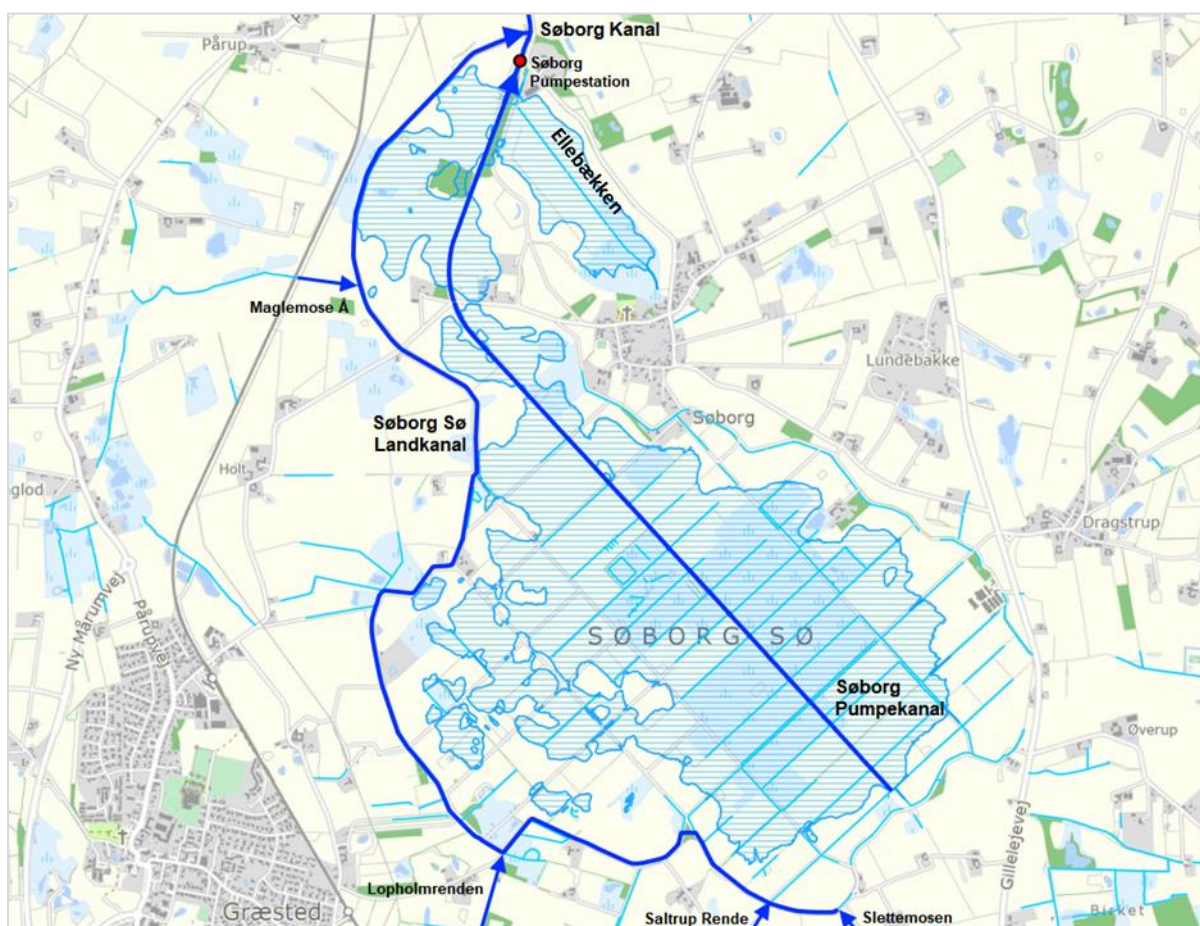 Søborg Kanal
Pårup
Søborg
Pumpestation
Ellebækken
Maglemose Å
Lundebakke
Søborg Sø
Landkanal
Søborg
Holt
glod
Dragstrup
Ny Mårumvej
Pårupvej
SØBORG SØ
Søborg
Pumpekanal
Øverup
Gillelejevej
Lopholmrenden
Græsted
Saltrup Rende
Slettemosen
Birket